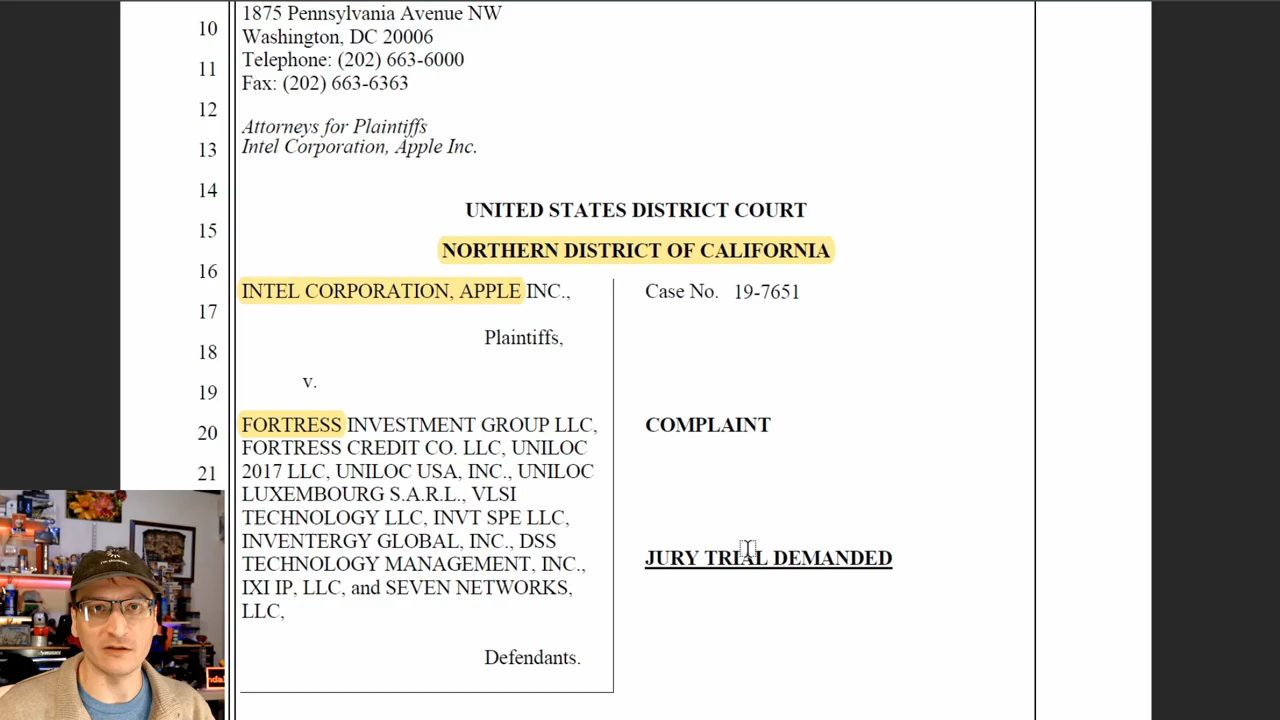 10
1875 Pennsylvania Avenue NW
Washington, DC 20006
11
Telephone: (202) 663-6000
Fax: (202) 663-6363
12
Attorneys for Plaintiffs
13
Intel Corporation, Apple Inc.
14
UNITED STATES DISTRICT COURT
15
NORTHERN DISTRICT OF CALIFORNIA
16
INTEL CORPORATION, APPLE INC.,
Case No. 19-7651
17
Plaintiffs,
18
v.
19
20
FORTRESS INVESTMENT GROUP LLC,
COMPLAINT
FORTRESS CREDIT CO. LLC, UNILOC
21
2017 LLC, UNILOC USA, INC., UNILOC
LUXEMBOURG S.A.R.L., VLSI
TECHNOLOGY LLC, INVT SPE LLC,
INVENTERGY GLOBAL, INC., DSS
JURY TRIAL DEMANDED
TECHNOLOGY MANAGEMENT, INC.,
IXI IP, LLC, and SEVEN NETWORKS,
LLC,
Defendants.